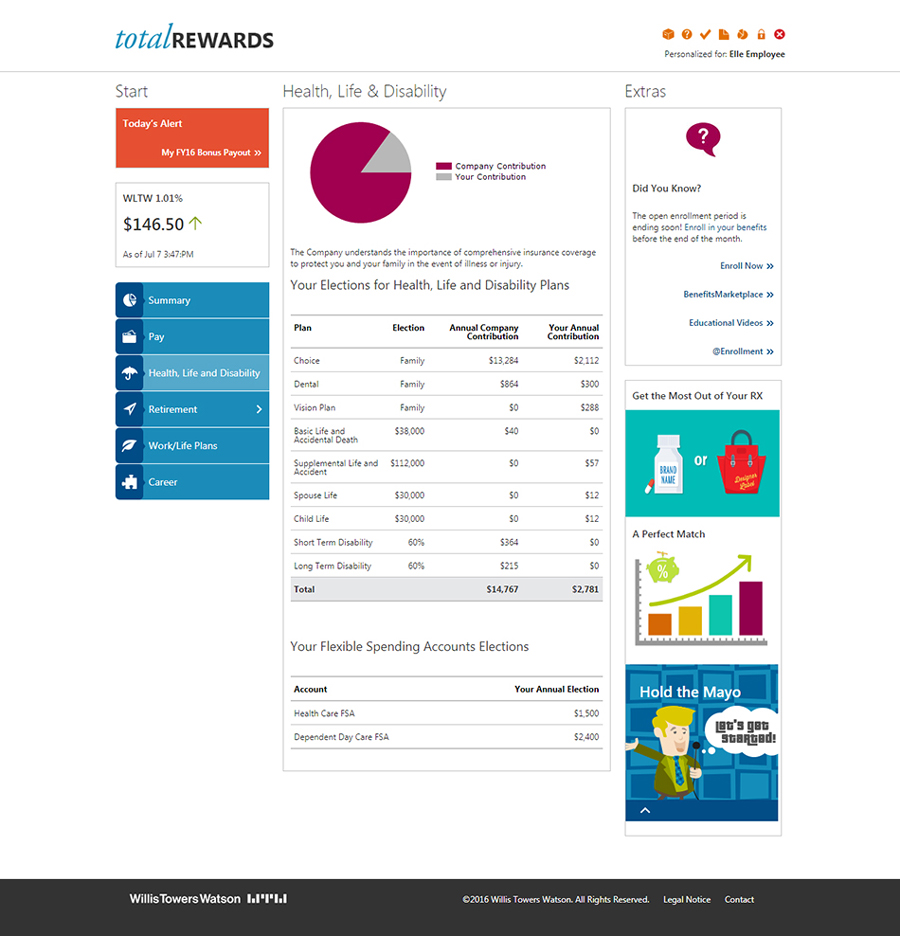 totalREWARDS
Personalized for: Elle Employee
Start
Today's Alert
My FY16 Bonus Payout »
WLTW 1.01%
$146.50 ↑
As of Jul 7 3:47:PM
Summary
Pay
Health, Life and Disability
Retirement
Work/Life Plans
Career
Health, Life & Disability
Company Contribution
Your Contribution
The Company understands the importance of comprehensive insurance coverage
to protect you and your family in the event of illness or injury.
Your Elections for Health, Life and Disability Plans
Plan Election Annual Company Contribution Your Annual Contribution
Choice Family $13,284 $2,112
Dental Family $864 $300
Vision Plan Family $0 $288
Basic Life and Accidental Death $38,000 $40 $0
Supplemental Life and Accident $112,000 $0 $57
Spouse Life $30,000 $0 $12
Child Life $30,000 $0 $12
Short Term Disability 60% $364 $0
Long Term Disability 60% $215 $0
Total $14,767 $2,781
Your Flexible Spending Accounts Elections
Account Your Annual Election
Health Care FSA $1,500
Dependent Day Care FSA $2,400
Extras
?
Did You Know?
The open enrollment period is
ending soon! Enroll in your benefits
before the end of the month.
Enroll Now »
BenefitsMarketplace »
Educational Videos »
@Enrollment »
Get the Most Out of Your RX
BRAND
NAME
or
Designer
Label
A Perfect Match
%
Hold the Mayo
Let's get
started!
Willis Towers Watson
©2016 Willis Towers Watson. All Rights Reserved. Legal Notice Contact